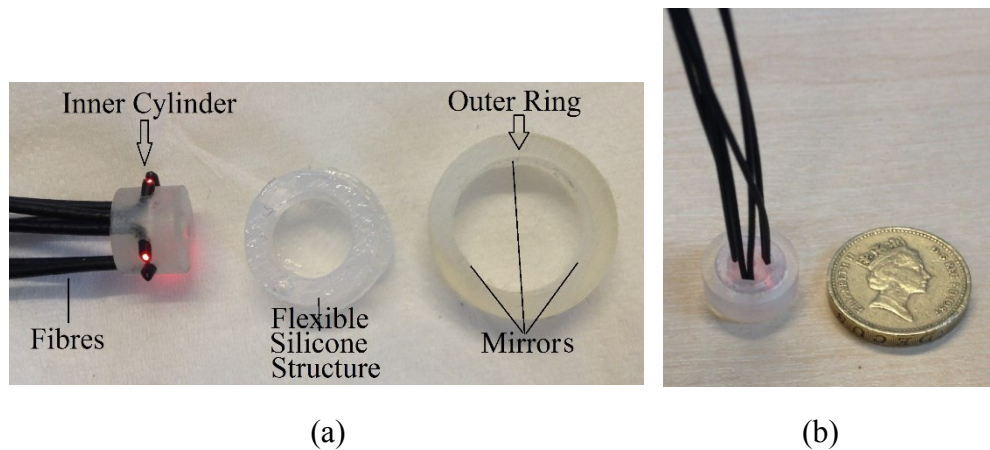 Inner Cylinder
Outer Ring
Fibres
Flexible
Silicone
Structure
Mirrors
(a)
(b)